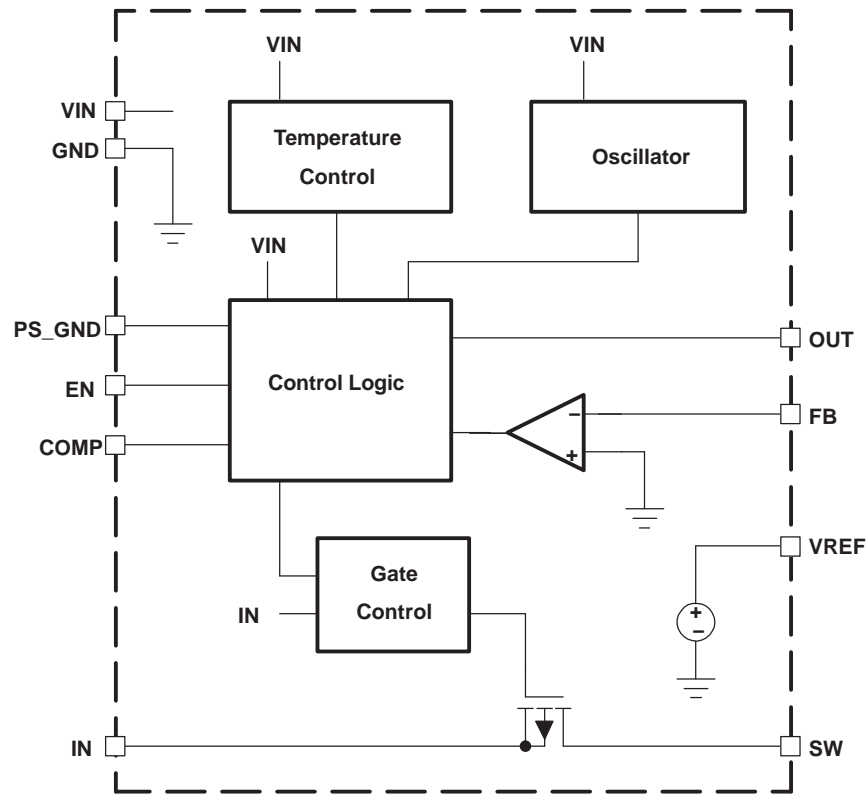 VIN
VIN
VIN
GND
Temperature
Control
Oscillator
VIN
PS_GND
EN
COMP
Control Logic
OUT
FB
−
+
VREF
Gate
Control
IN
+
−
IN
SW